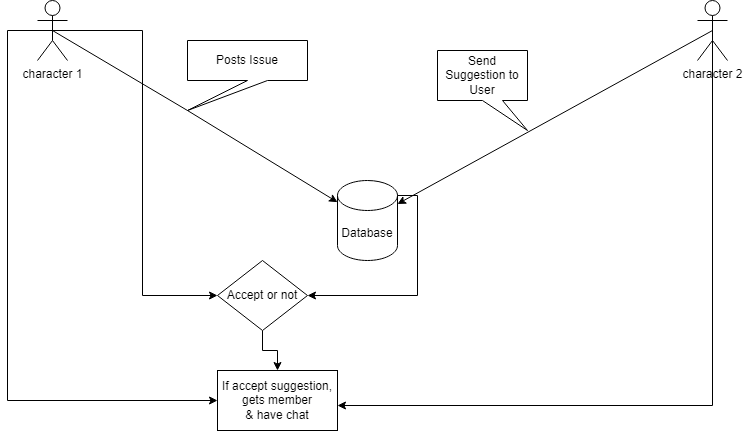 character 1
Posts Issue
Send
Suggestion to
User
character 2
Database
Accept or not
If accept suggestion,
gets member
& have chat